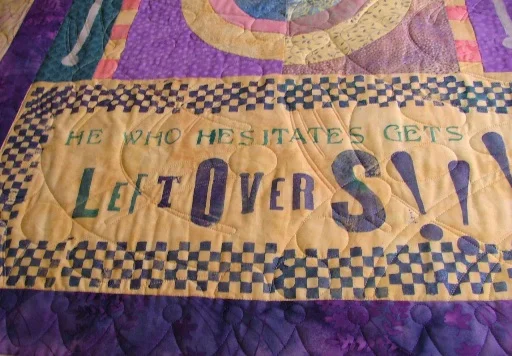 HE WHO HESITATES GETS
LEFTOVERS!!!